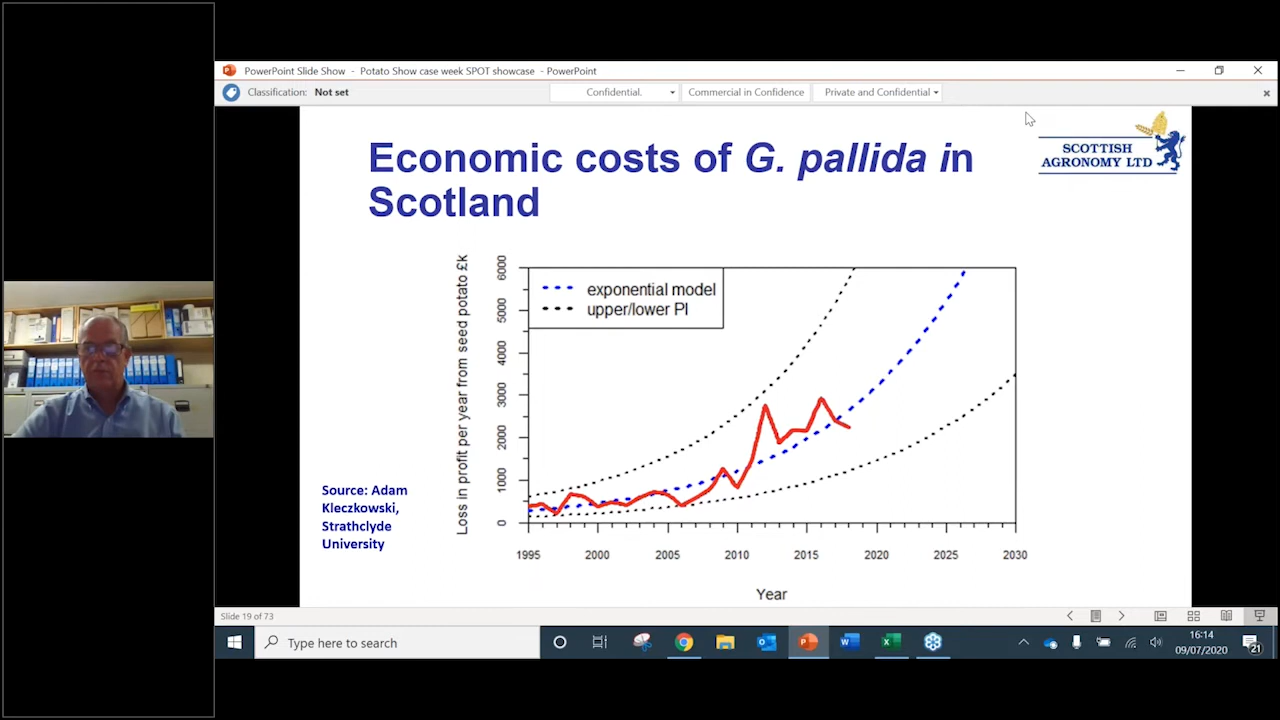 PowerPoint Slide Show - Potato Show case week SPOT showcase - PowerPoint
Classification: Not set
Confidential.
Commercial in Confidence
Private and Confidential
Economic costs of G. pallida in
Scotland
SCOTTISH
AGRONOMY LTD
Loss in profit per year from seed potato £k
6000
5000
4000
3000
2000
1000
0
exponential model
upper/lower PI
1995 2000 2005 2010 2015 2020 2025 2030
Year
Source: Adam
Kleczkowski,
Strathclyde
University
Slide 19 of 73
Type here to search
16:14
09/07/2020
21